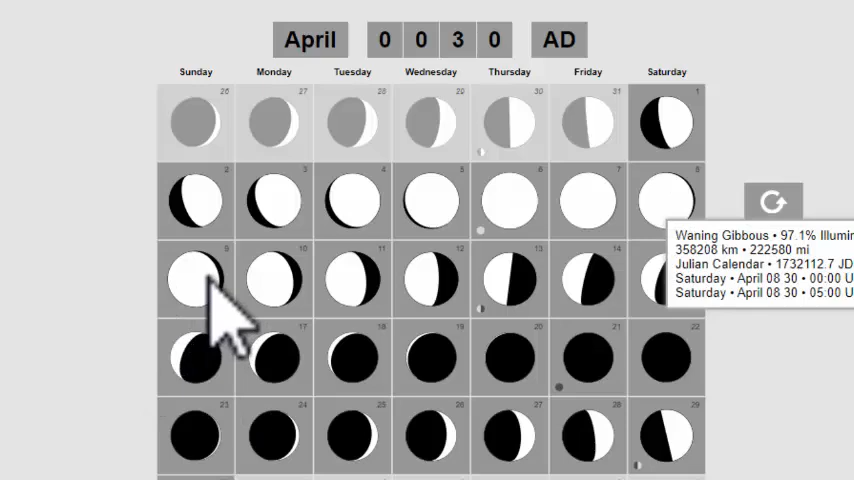 April 0 0 3 0 AD
Sunday Monday Tuesday Wednesday Thursday Friday Saturday
26 27 28 29 30 31 1
2 3 4 5 6 7 8
Waning Gibbous • 97.1% Illumin
358208 km • 222580 mi
Julian Calendar • 1732112.7 JD
Saturday • April 08 30 • 00:00 U
Saturday • April 08 30 • 05:00 U
9 10 11 12 13 14
17 18 19 20 21 22
23 24 25 26 27 28 29